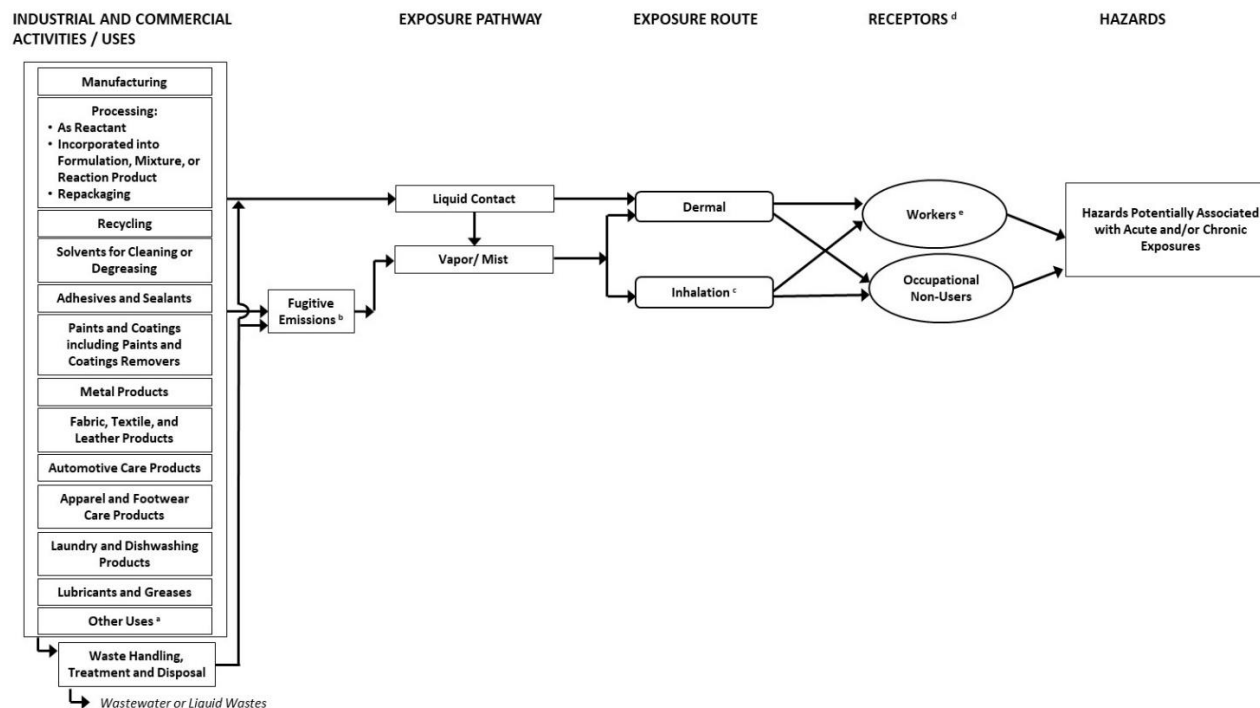 INDUSTRIAL AND COMMERCIAL
ACTIVITIES / USES
EXPOSURE PATHWAY
EXPOSURE ROUTE
RECEPTORS d
HAZARDS
Manufacturing
Processing:
• As Reactant
• Incorporated into
Formulation, Mixture, or
Reaction Product
• Repackaging
Recycling
Solvents for Cleaning or
Degreasing
Adhesives and Sealants
Paints and Coatings
including Paints and
Coatings Removers
Metal Products
Fabric, Textile, and
Leather Products
Automotive Care Products
Apparel and Footwear
Care Products
Laundry and Dishwashing
Products
Lubricants and Greases
Other Uses a
Waste Handling,
Treatment and Disposal
Wastewater or Liquid Wastes
Fugitive
Emissions b
Liquid Contact
Vapor/ Mist
Dermal
Inhalation c
Workers e
Occupational
Non-Users
Hazards Potentially Associated
with Acute and/or Chronic
Exposures